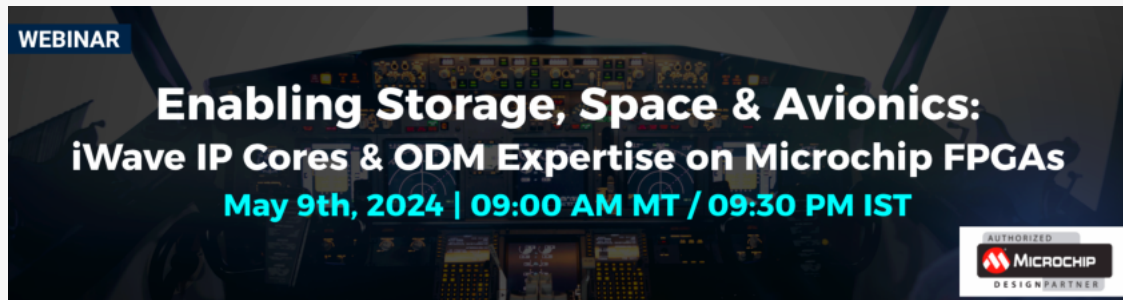 WEBINAR
Enabling Storage, Space & Avionics:
iWave IP Cores & ODM Expertise on Microchip FPGAs
May 9th, 2024 | 09:00 AM MT / 09:30 PM IST
AUTHORIZED
MICROCHIP
DESIGN PARTNER